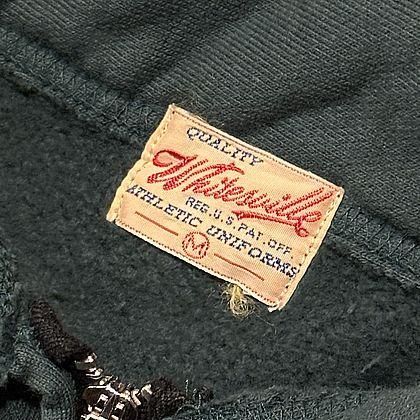 QUALITY
Whitesville
REG. U.S. PAT. OFF.
ATHLETIC UNIFORMS
M